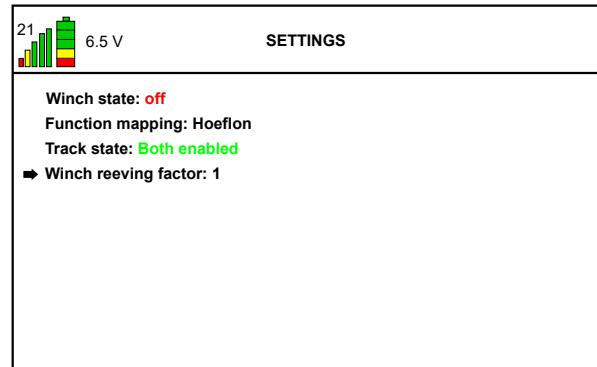 21
6.5 V
SETTINGS
Winch state: off
Function mapping: Hoeflon
Track state: Both enabled
Winch reeving factor: 1